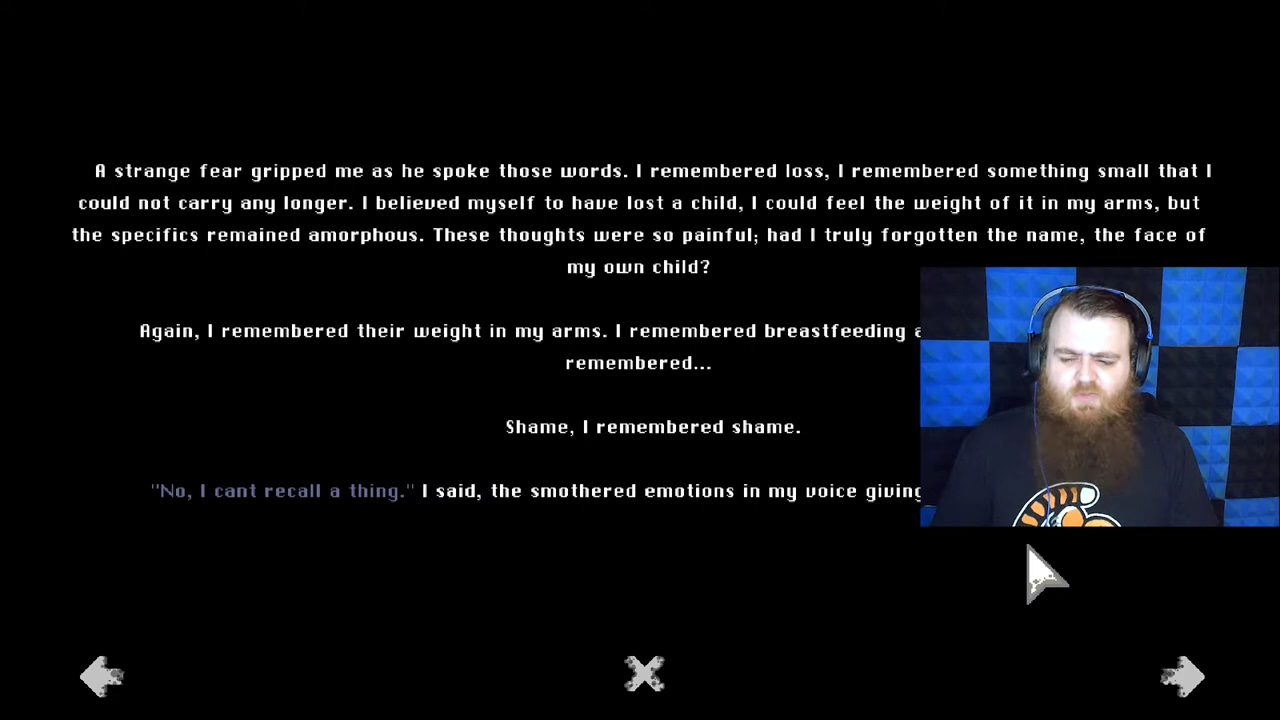 A strange fear gripped me as he spoke those words. I remembered loss, I remembered something small that I
could not carry any longer. I believed myself to have lost a child, I could feel the weight of it in my arms, but
the specifics remained amorphous. These thoughts were so painful; had I truly forgotten the name, the face of
my own child?
Again, I remembered their weight in my arms. I remembered breastfeeding
remembered...
Shame, I remembered shame.
"No, I cant recall a thing." I said, the smothered emotions in my voice giving